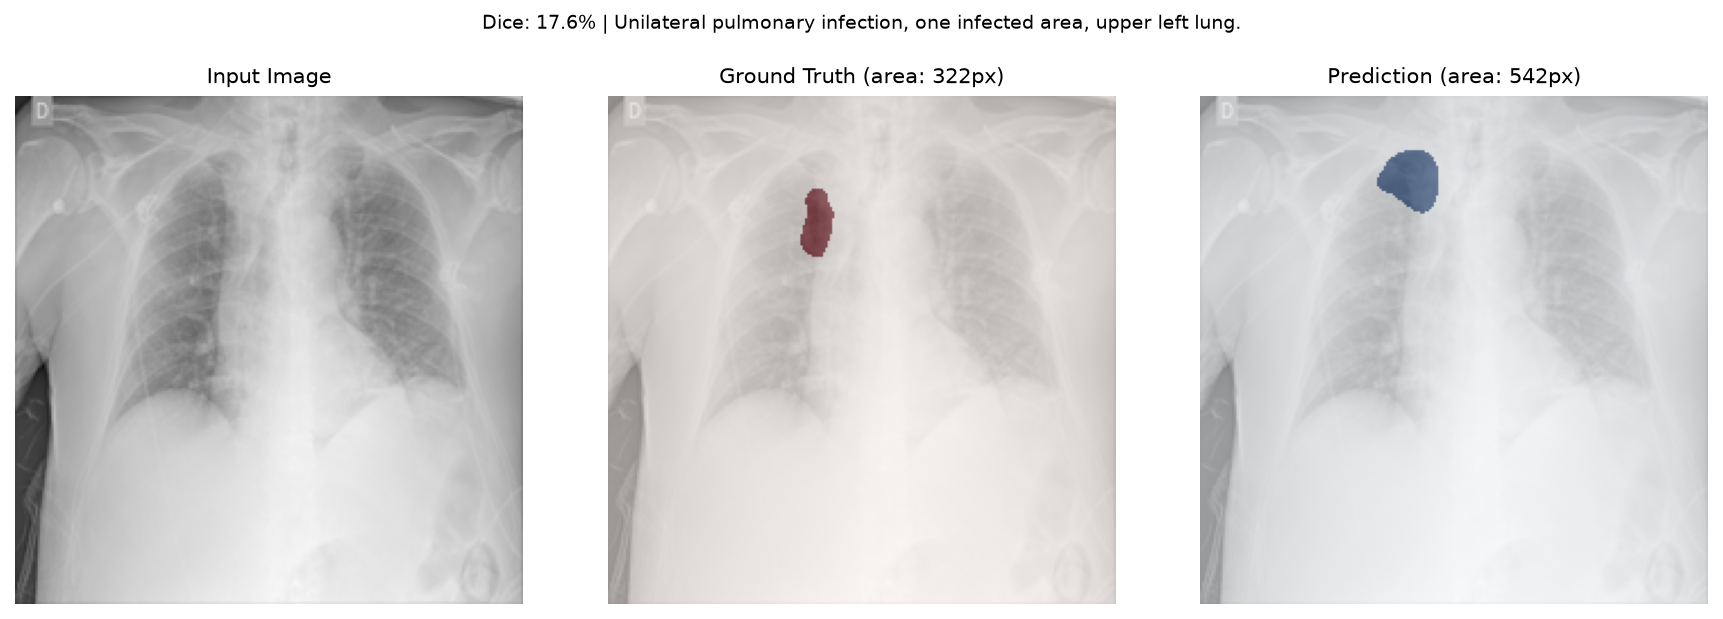 Dice: 17.6% | Unilateral pulmonary infection, one infected area, upper left lung.
Input Image
Ground Truth (area: 322px)
Prediction (area: 542px)
D
D
D